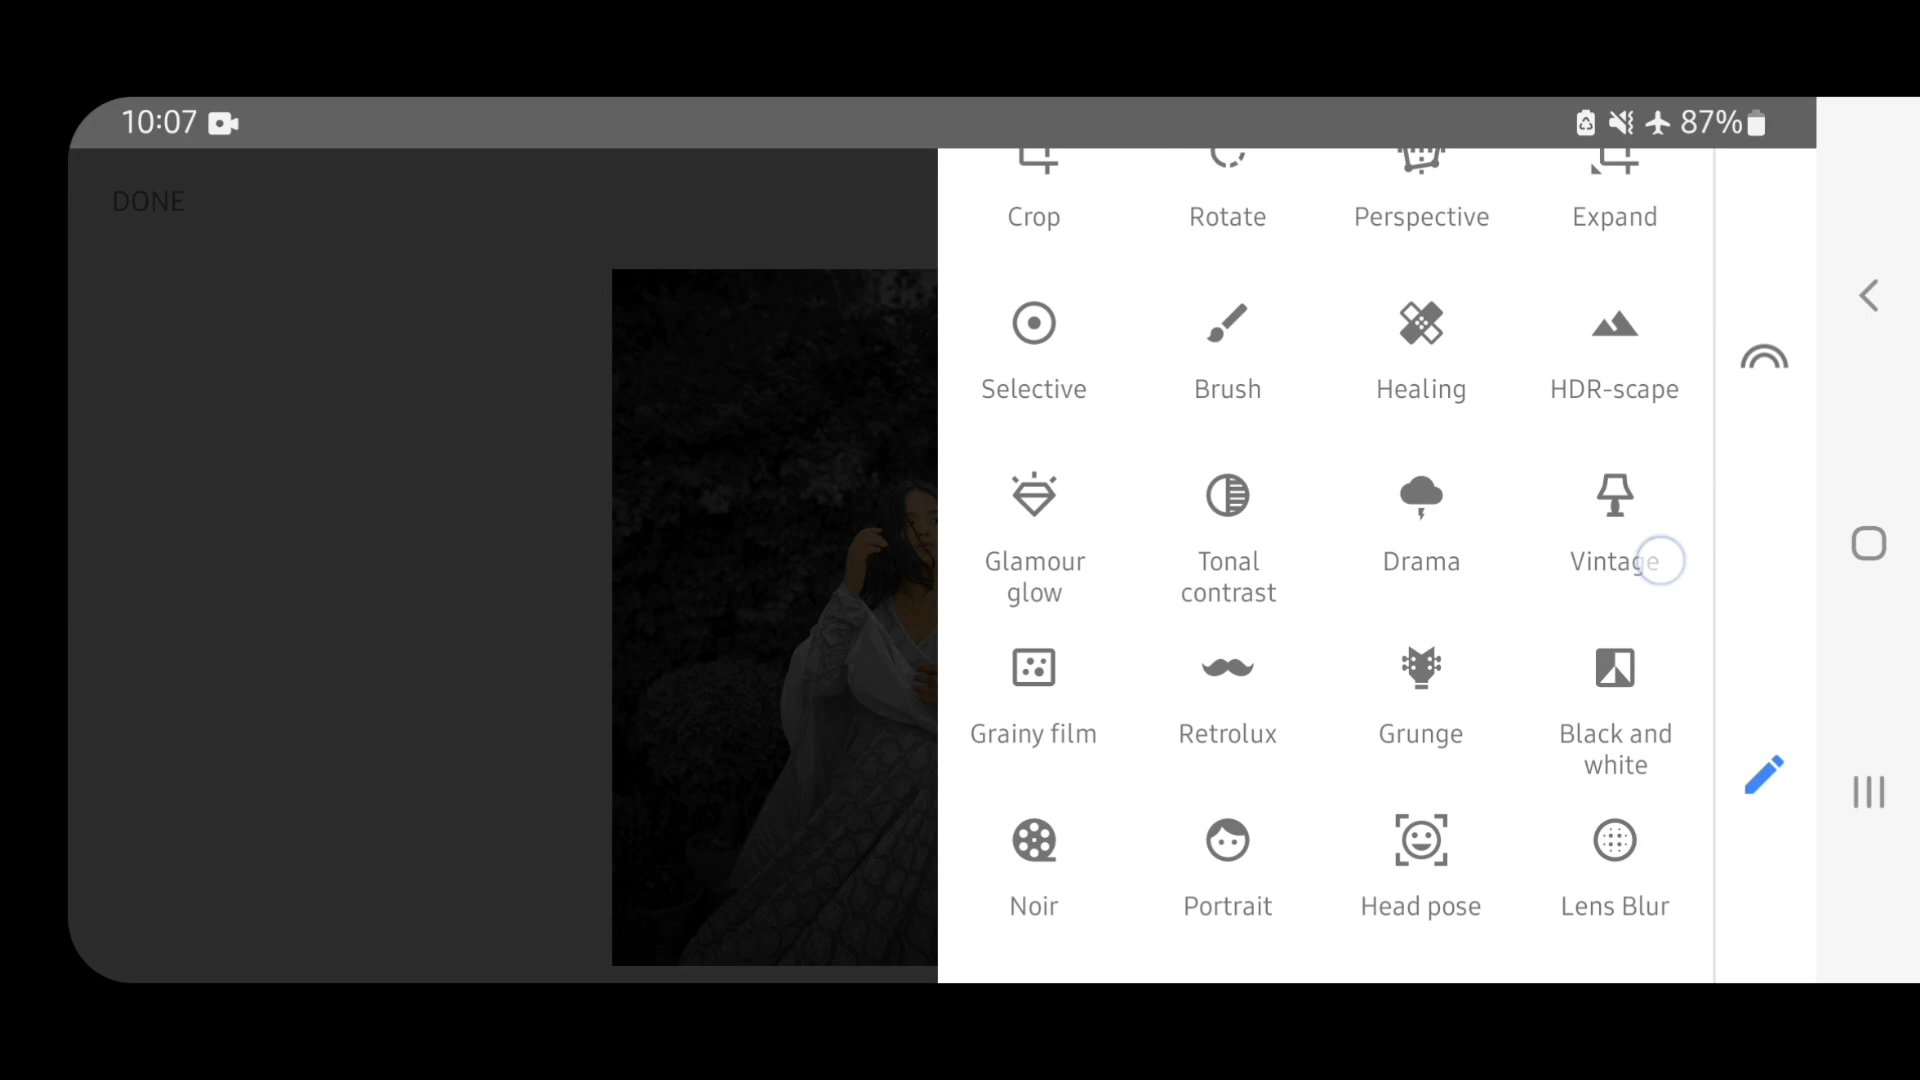 10:07
87%
DONE
Crop
Rotate
Perspective
Expand
Selective
Brush
Healing
HDR-scape
Glamour
glow
Tonal
contrast
Drama
Vintage
Grainy film
Retrolux
Grunge
Black and
white
Noir
Portrait
Head pose
Lens Blur